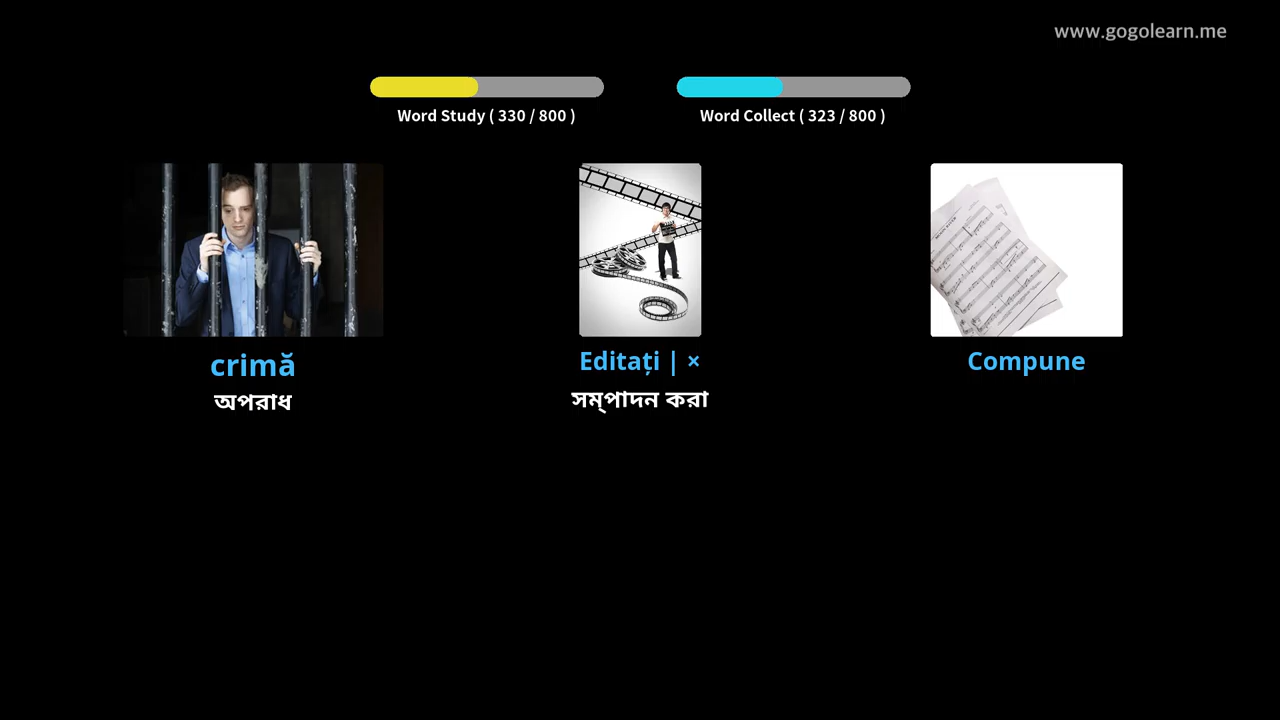 www.gogolearn.me
Word Study ( 330 / 800 )
Word Collect ( 323 / 800 )
crimă
অপরাধ
Editați | ×
সম্পাদন করা
Compune